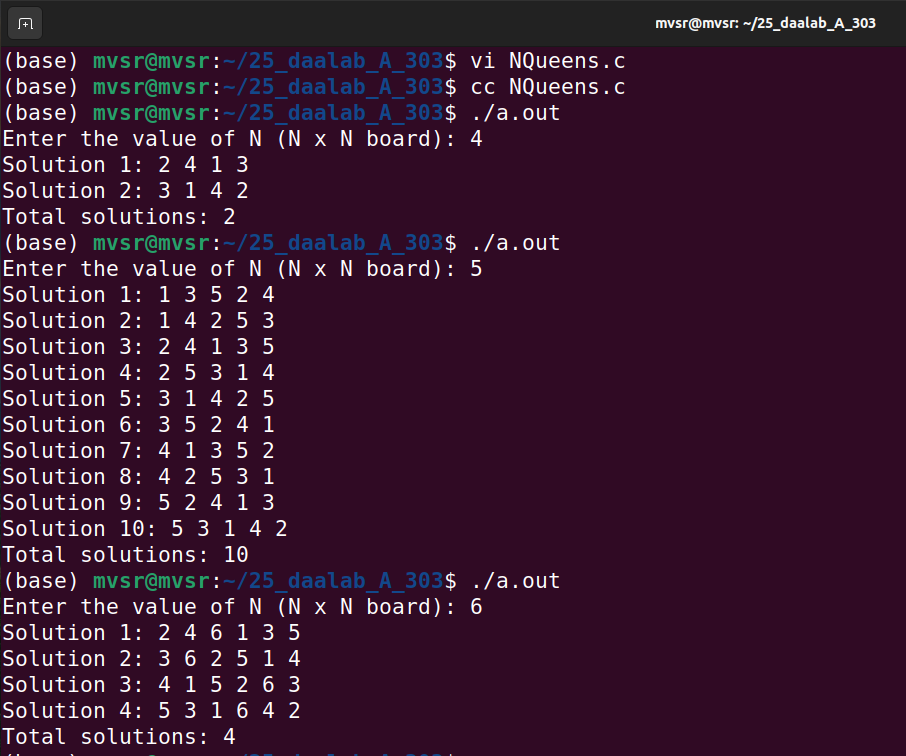 mvsr@mvsr: ~/25_daalab_A_303
(base) mvsr@mvsr:~/25_daalab_A_303$ vi NQueens.c
(base) mvsr@mvsr:~/25_daalab_A_303$ cc NQueens.c
(base) mvsr@mvsr:~/25_daalab_A_303$ ./a.out
Enter the value of N (N x N board): 4
Solution 1: 2 4 1 3
Solution 2: 3 1 4 2
Total solutions: 2
(base) mvsr@mvsr:~/25_daalab_A_303$ ./a.out
Enter the value of N (N x N board): 5
Solution 1: 1 3 5 2 4
Solution 2: 1 4 2 5 3
Solution 3: 2 4 1 3 5
Solution 4: 2 5 3 1 4
Solution 5: 3 1 4 2 5
Solution 6: 3 5 2 4 1
Solution 7: 4 1 3 5 2
Solution 8: 4 2 5 3 1
Solution 9: 5 2 4 1 3
Solution 10: 5 3 1 4 2
Total solutions: 10
(base) mvsr@mvsr:~/25_daalab_A_303$ ./a.out
Enter the value of N (N x N board): 6
Solution 1: 2 4 6 1 3 5
Solution 2: 3 6 2 5 1 4
Solution 3: 4 1 5 2 6 3
Solution 4: 5 3 1 6 4 2
Total solutions: 4